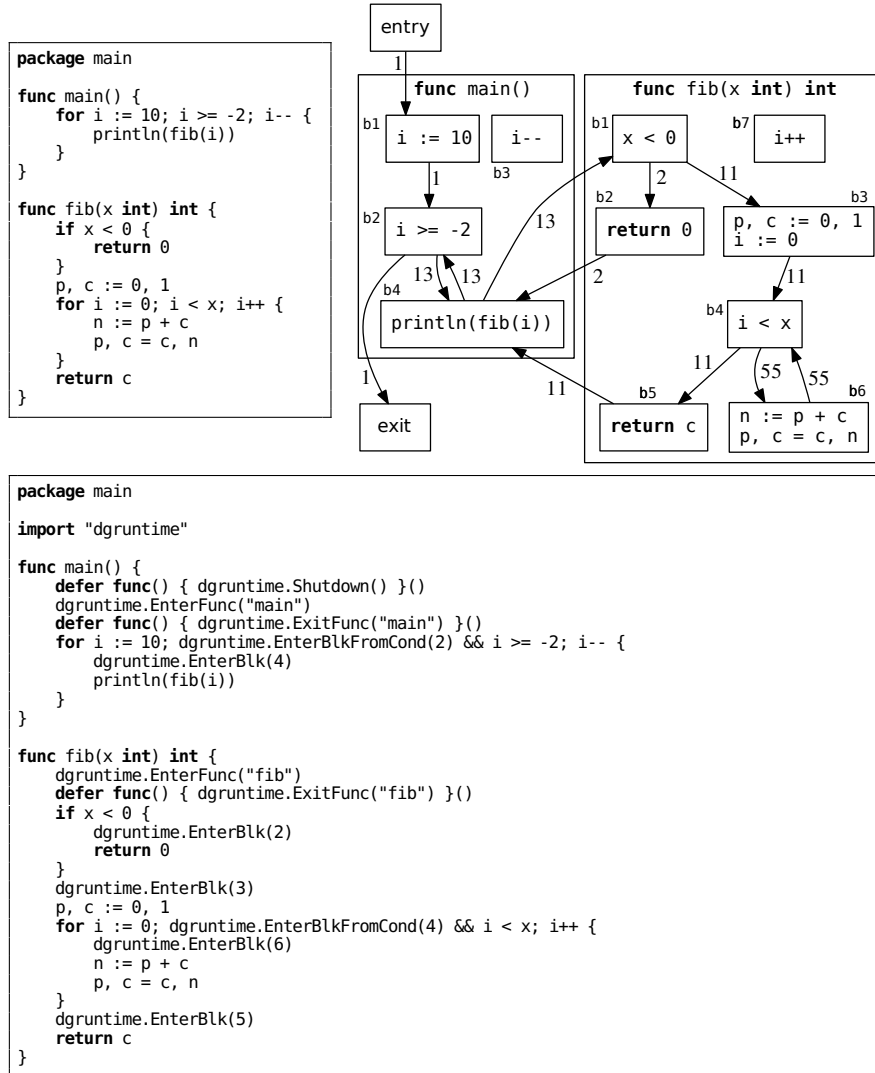 package main

func main() {
    for i := 10; i >= -2; i-- {
        println(fib(i))
    }
}

func fib(x int) int {
    if x < 0 {
        return 0
    }
    p, c := 0, 1
    for i := 0; i < x; i++ {
        n := p + c
        p, c = c, n
    }
    return c
}
entry
1
func main()
b1
i := 10
i--
b3
1
b2
i >= -2
13
13
b4
println(fib(i))
1
exit
13
func fib(x int) int
b1
x < 0
b7
i++
2
11
b2
return 0
b3
p, c := 0, 1
i := 0
2
11
b4
i < x
11
11
55
55
b5
return c
b6
n := p + c
p, c = c, n
package main

import "dgruntime"

func main() {
    defer func() { dgruntime.Shutdown() }()
    dgruntime.EnterFunc("main")
    defer func() { dgruntime.ExitFunc("main") }()
    for i := 10; dgruntime.EnterBlkFromCond(2) && i >= -2; i-- {
        dgruntime.EnterBlk(4)
        println(fib(i))
    }
}

func fib(x int) int {
    dgruntime.EnterFunc("fib")
    defer func() { dgruntime.ExitFunc("fib") }()
    if x < 0 {
        dgruntime.EnterBlk(2)
        return 0
    }
    dgruntime.EnterBlk(3)
    p, c := 0, 1
    for i := 0; dgruntime.EnterBlkFromCond(4) && i < x; i++ {
        dgruntime.EnterBlk(6)
        n := p + c
        p, c = c, n
    }
    dgruntime.EnterBlk(5)
    return c
}